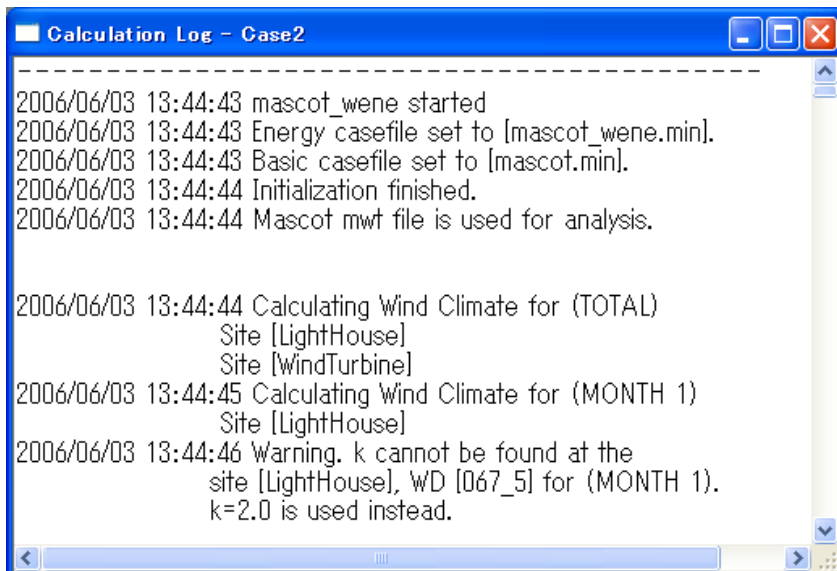 Calculation Log - Case2
-------------------------------------------
2006/06/03 13:44:43 mascot_wene started
2006/06/03 13:44:43 Energy casefile set to [mascot_wene.min].
2006/06/03 13:44:43 Basic casefile set to [mascot.min].
2006/06/03 13:44:44 Initialization finished.
2006/06/03 13:44:44 Mascot mwt file is used for analysis.
2006/06/03 13:44:44 Calculating Wind Climate for (TOTAL)
Site [LightHouse]
Site [WindTurbine]
2006/06/03 13:44:45 Calculating Wind Climate for (MONTH 1)
Site [LightHouse]
2006/06/03 13:44:46 Warning. k cannot be found at the
site [LightHouse], WD [067_5] for (MONTH 1).
k=2.0 is used instead.